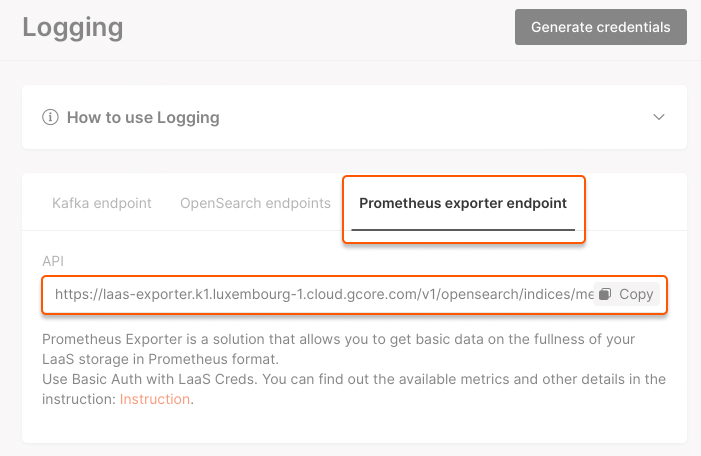 Logging
Generate credentials
How to use Logging
Kafka endpoint
OpenSearch endpoints
Prometheus exporter endpoint
API
https://laas-exporter.k1.luxembourg-1.cloud.gcore.com/v1/opensearch/indices/me
Copy
Prometheus Exporter is a solution that allows you to get basic data on the fullness of your
LaaS storage in Prometheus format.
Use Basic Auth with LaaS Creds. You can find out the available metrics and other details in the
instruction: Instruction.